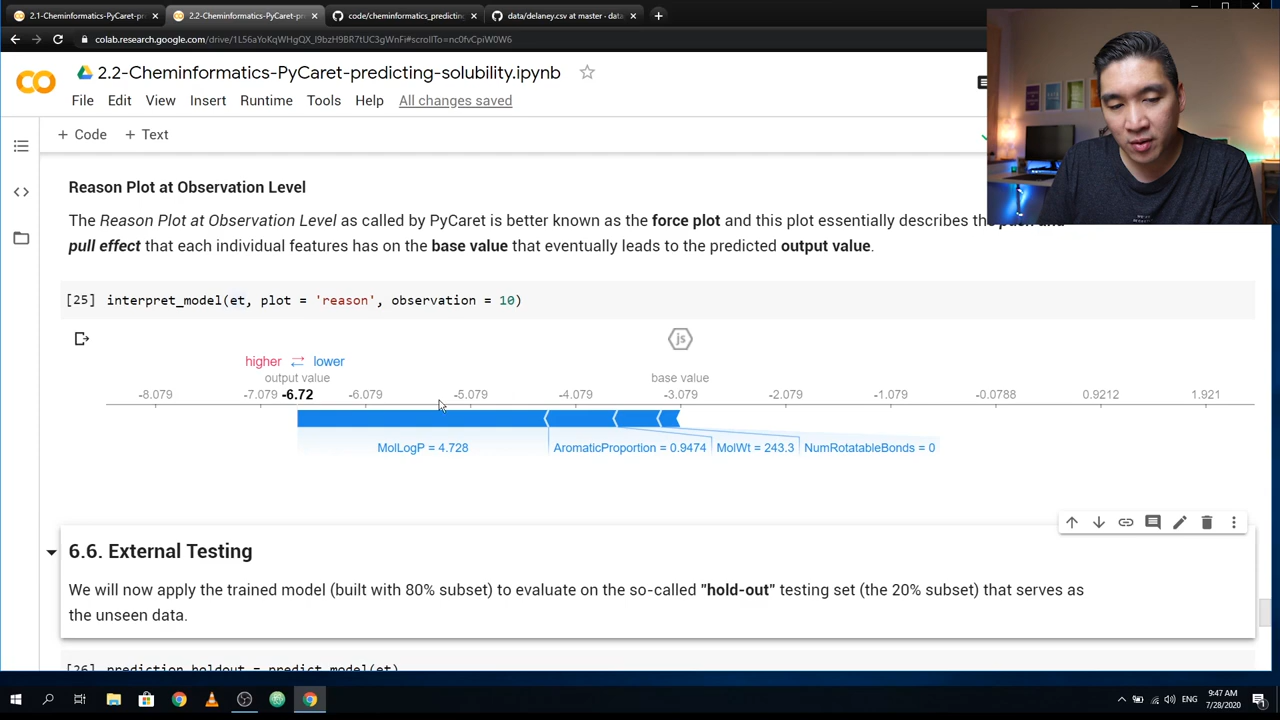 2.1-Cheminformatics-PyCaret-pr
2.2-Cheminformatics-PyCaret-pre
code/cheminformatics_predicting
data/delaney.csv at master · data
colab.research.google.com/drive/1L56aYoKqWHgQX_l9bzH9BR7tUC3gWnFi#scrollTo=nc0fvCpiW0W6
2.2-Cheminformatics-PyCaret-predicting-solubility.ipynb
File Edit View Insert Runtime Tools Help All changes saved
+ Code + Text
Reason Plot at Observation Level
The Reason Plot at Observation Level as called by PyCaret is better known as the force plot and this plot essentially describes the push and
pull effect that each individual features has on the base value that eventually leads to the predicted output value.
[25] interpret_model(et, plot = 'reason', observation = 10)
js
higher lower
output value base value
-8.079 -7.079 -6.72 -6.079 -5.079 -4.079 -3.079 -2.079 -1.079 -0.0788 0.9212 1.921
MolLogP = 4.728 AromaticProportion = 0.9474 MolWt = 243.3 NumRotatableBonds = 0
6.6. External Testing
We will now apply the trained model (built with 80% subset) to evaluate on the so-called "hold-out" testing set (the 20% subset) that serves as
the unseen data.
[26] prediction_holdout = predict_model(et)
ENG
9:47 AM
7/28/2020